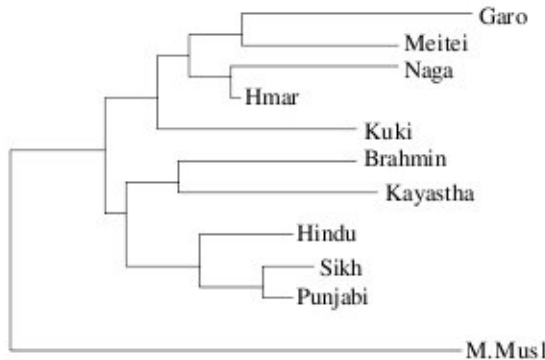 Garo
Meitei
Naga
Hmar
Kuki
Brahmin
Kayastha
Hindu
Sikh
Punjabi
M.Musl